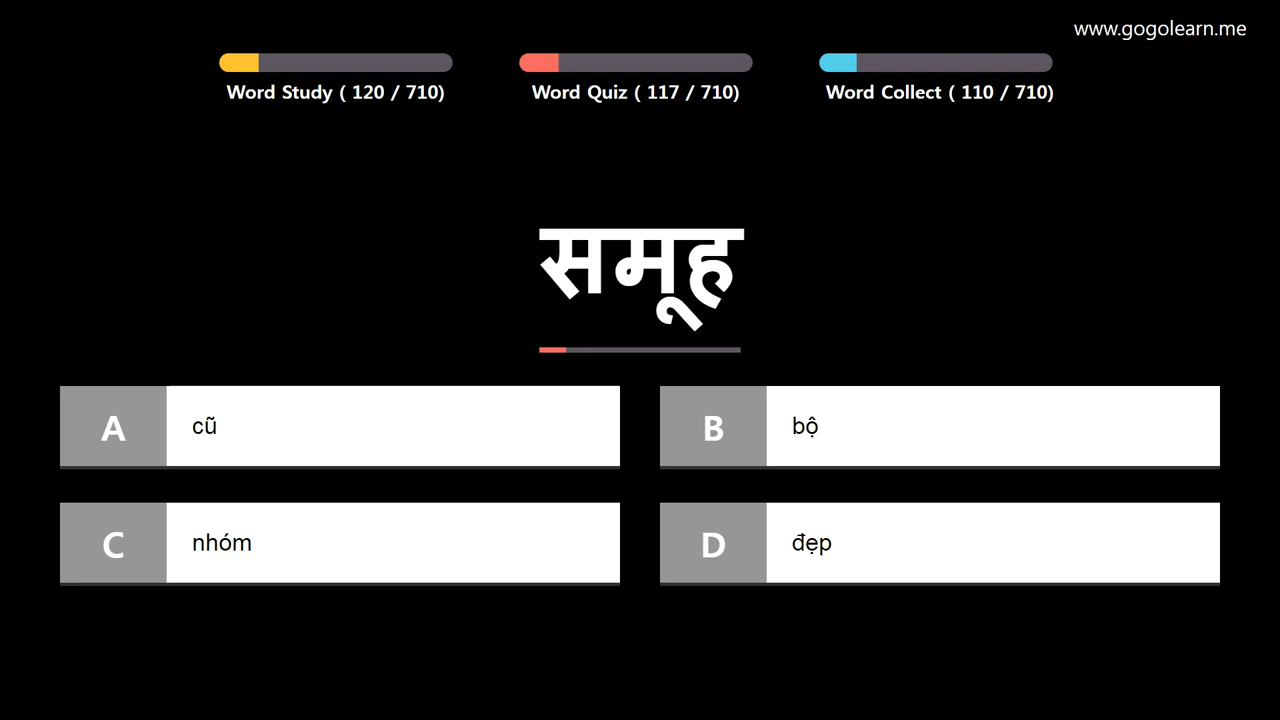 www.gogolearn.me
Word Study ( 120 / 710)
Word Quiz ( 117 / 710)
Word Collect ( 110 / 710)
समूह
A
cũ
B
bộ
C
nhóm
D
đẹp